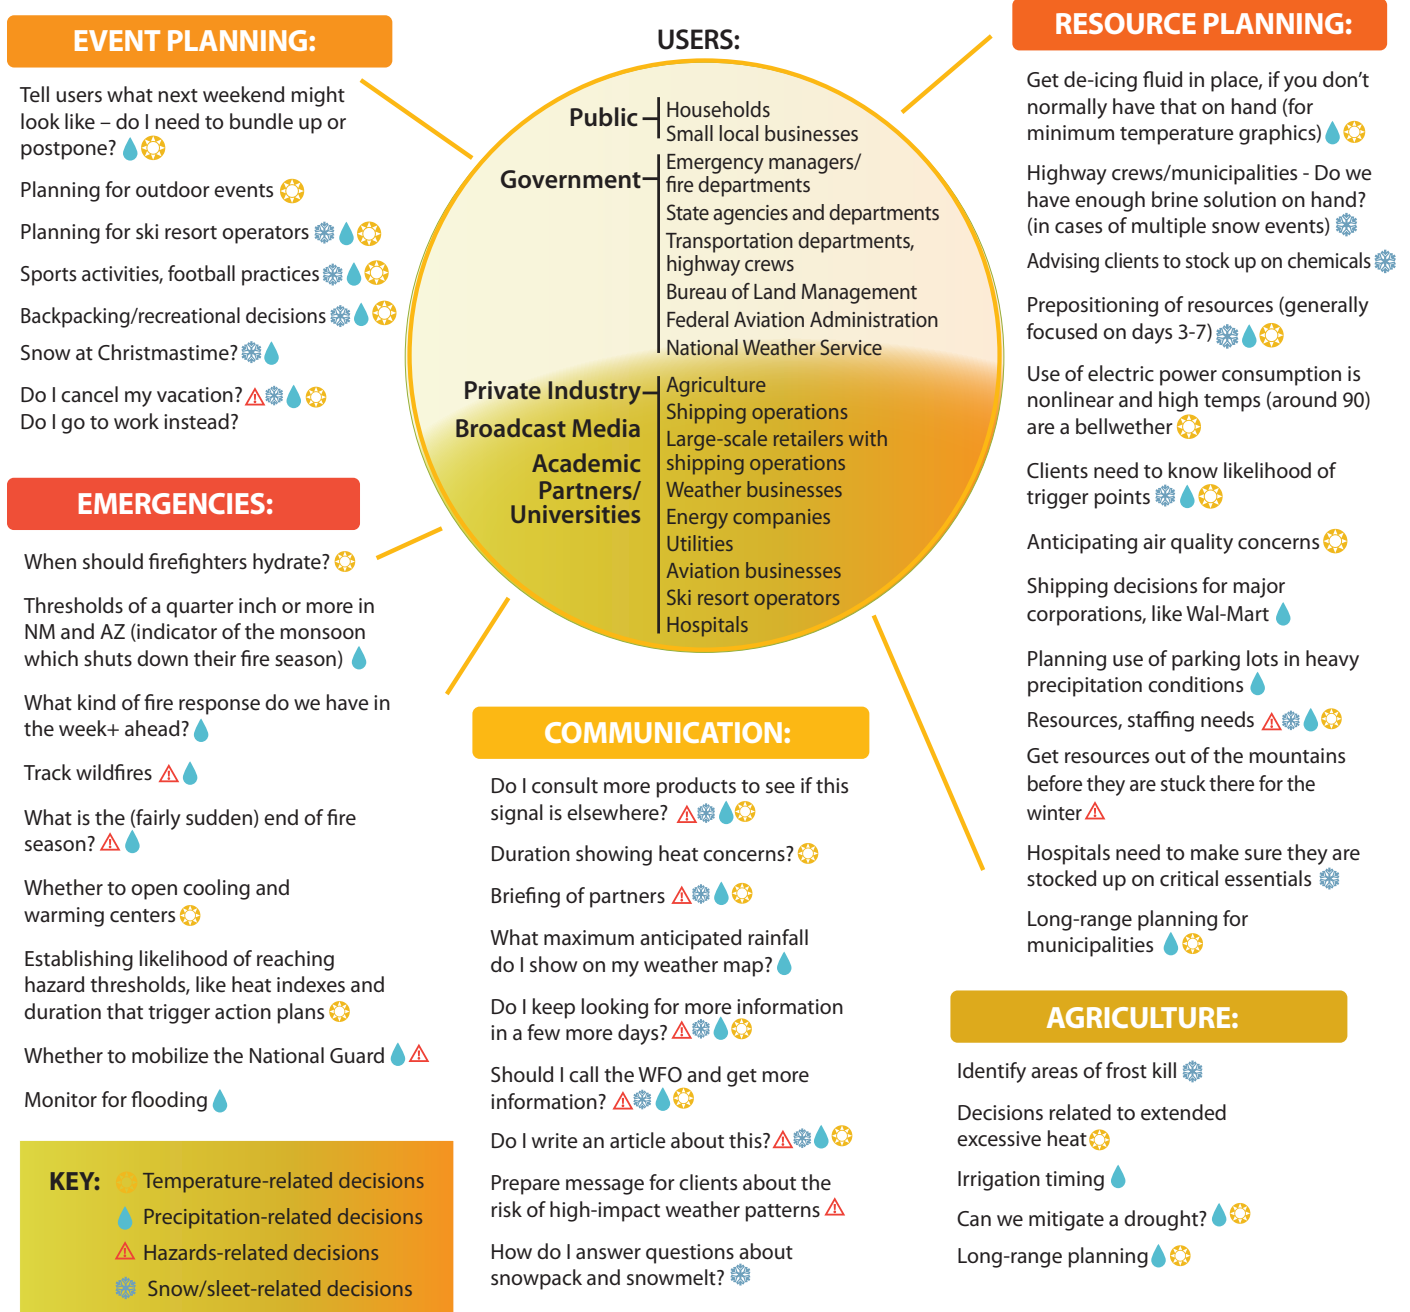 EVENT PLANNING:
Tell users what next weekend might
look like – do I need to bundle up or
postpone?
Planning for outdoor events
Planning for ski resort operators
Sports activities, football practices
Backpacking/recreational decisions
Snow at Christmastime?
Do I cancel my vacation?
Do I go to work instead?
EMERGENCIES:
When should firefighters hydrate?
Thresholds of a quarter inch or more in
NM and AZ (indicator of the monsoon
which shuts down their fire season)
What kind of fire response do we have in
the week+ ahead?
Track wildfires
What is the (fairly sudden) end of fire
season?
Whether to open cooling and
warming centers
Establishing likelihood of reaching
hazard thresholds, like heat indexes and
duration that trigger action plans
Whether to mobilize the National Guard
Monitor for flooding
KEY:
Temperature-related decisions
Precipitation-related decisions
Hazards-related decisions
Snow/sleet-related decisions
USERS:
Public
Households
Small local businesses
Government
Emergency managers/
fire departments
State agencies and departments
Transportation departments,
highway crews
Bureau of Land Management
Federal Aviation Administration
National Weather Service
Private Industry
Broadcast Media
Academic
Partners/
Universities
Agriculture
Shipping operations
Large-scale retailers with
shipping operations
Weather businesses
Energy companies
Utilities
Aviation businesses
Ski resort operators
Hospitals
COMMUNICATION:
Do I consult more products to see if this
signal is elsewhere?
Duration showing heat concerns?
Briefing of partners
What maximum anticipated rainfall
do I show on my weather map?
Do I keep looking for more information
in a few more days?
Should I call the WFO and get more
information?
Do I write an article about this?
Prepare message for clients about the
risk of high-impact weather patterns
How do I answer questions about
snowpack and snowmelt?
RESOURCE PLANNING:
Get de-icing fluid in place, if you don’t
normally have that on hand (for
minimum temperature graphics)
Highway crews/municipalities - Do we
have enough brine solution on hand?
(in cases of multiple snow events)
Advising clients to stock up on chemicals
Prepositioning of resources (generally
focused on days 3-7)
Use of electric power consumption is
nonlinear and high temps (around 90)
are a bellwether
Clients need to know likelihood of
trigger points
Anticipating air quality concerns
Shipping decisions for major
corporations, like Wal-Mart
Planning use of parking lots in heavy
precipitation conditions
Resources, staffing needs
Get resources out of the mountains
before they are stuck there for the
winter
Hospitals need to make sure they are
stocked up on critical essentials
Long-range planning for
municipalities
AGRICULTURE:
Identify areas of frost kill
Decisions related to extended
excessive heat
Irrigation timing
Can we mitigate a drought?
Long-range planning